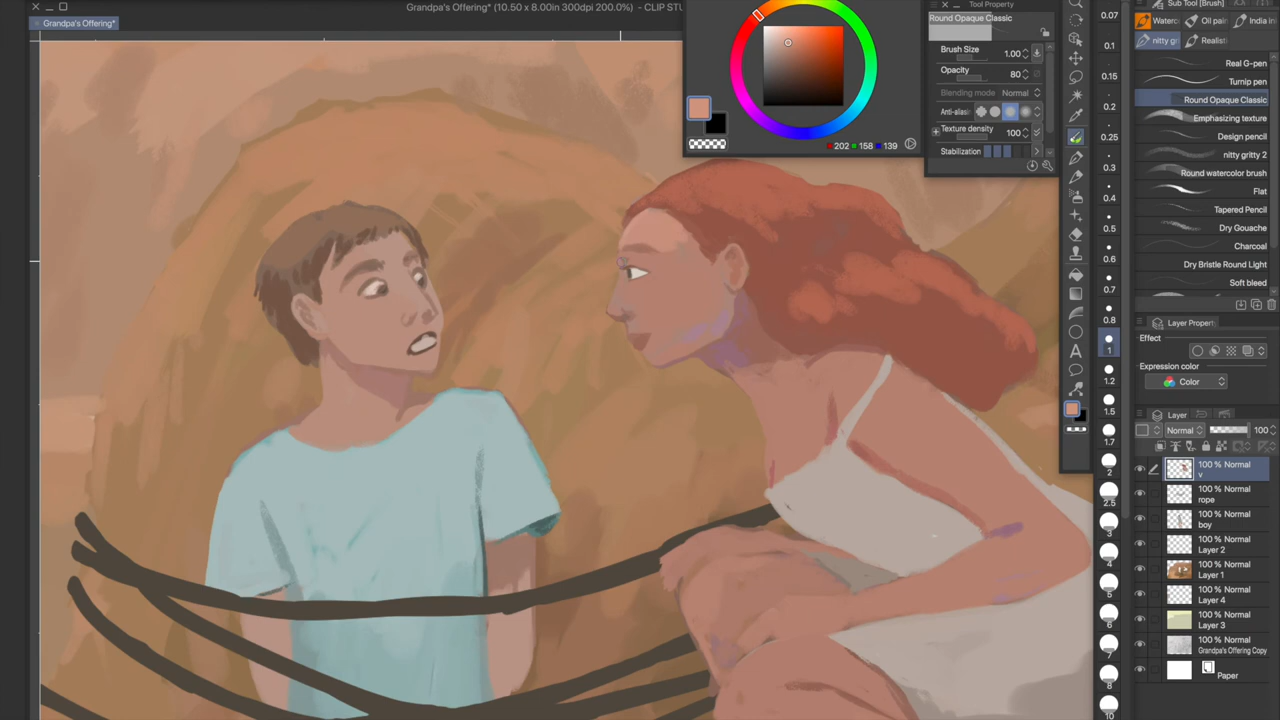 Grandpa's Offering* (10.50 x 8.00in 300dpi 200.0%) - CLIP STU
Grandpa's Offering*
Tool Property
Round Opaque Classic
Brush Size 1.00
Opacity 80
Blending mode Normal
Anti-alias
Texture density 100
Stabilization
202 158 139
Sub Tool [Brush]
Waterc Oil pain India in
nitty gri Realist
Real G-pen
Turnip pen
Round Opaque Classic
Emphasizing texture
Design pencil
nitty gritty 2
Round watercolor brush
Flat
Tapered Pencil
Dry Gouache
Charcoal
Dry Bristle Round Light
Soft bleed
0.07
0.1
0.15
0.2
0.25
0.3
0.4
0.5
0.6
0.7
0.8
1
1.2
1.5
1.7
2
2.5
3
4
5
6
7
8
10
Layer Property
Effect
Expression color
Color
Layer
Normal 100
100 % Normal
v
100 % Normal
rope
100 % Normal
boy
100 % Normal
Layer 2
100 % Normal
Layer 1
100 % Normal
Layer 4
100 % Normal
Layer 3
100 % Normal
Grandpa's Offering Copy
Paper